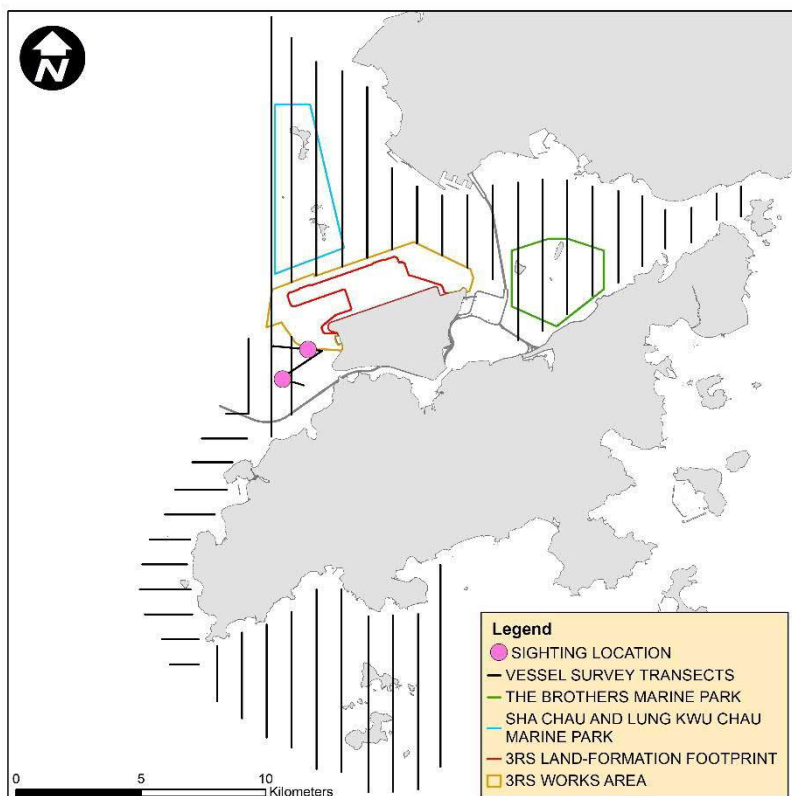 N
Legend
SIGHTING LOCATION
VESSEL SURVEY TRANSECTS
THE BROTHERS MARINE PARK
SHA CHAU AND LUNG KWU CHAU
MARINE PARK
3RS LAND-FORMATION FOOTPRINT
3RS WORKS AREA
0 5 10
Kilometers